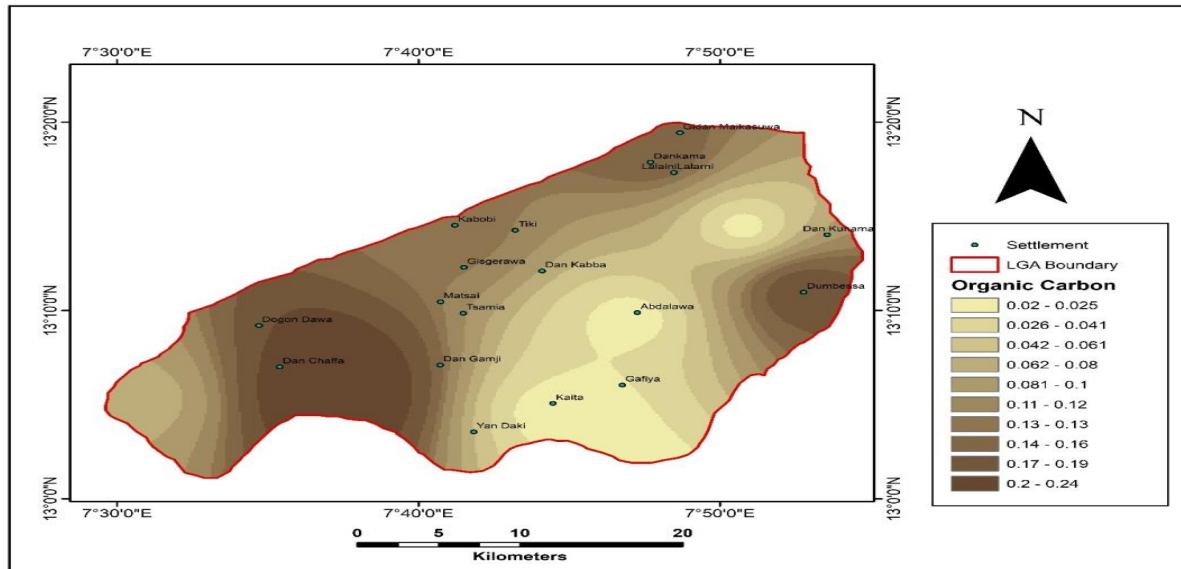 7°30'0"E 7°40'0"E 7°50'0"E
13°20'0"N 13°20'0"N
Gidan Maikasuwa
Dankama
LalainiLalarni
Kabobi
Tiki
Dan Kunama
Gisgerawa
Dan Kabba
Matsai
Dumbessa
Tsamia
Abdalawa
13°10'0"N 13°10'0"N
Dogon Dawa
Dan Chaffa
Dan Gamji
Gafiya
Kaita
Yan Daki
13°0'0"N 13°0'0"N
7°30'0"E 7°40'0"E 7°50'0"E
0 5 10 20
Kilometers
N
Settlement
LGA Boundary
Organic Carbon
0.02 - 0.025
0.026 - 0.041
0.042 - 0.061
0.062 - 0.08
0.081 - 0.1
0.11 - 0.12
0.13 - 0.13
0.14 - 0.16
0.17 - 0.19
0.2 - 0.24